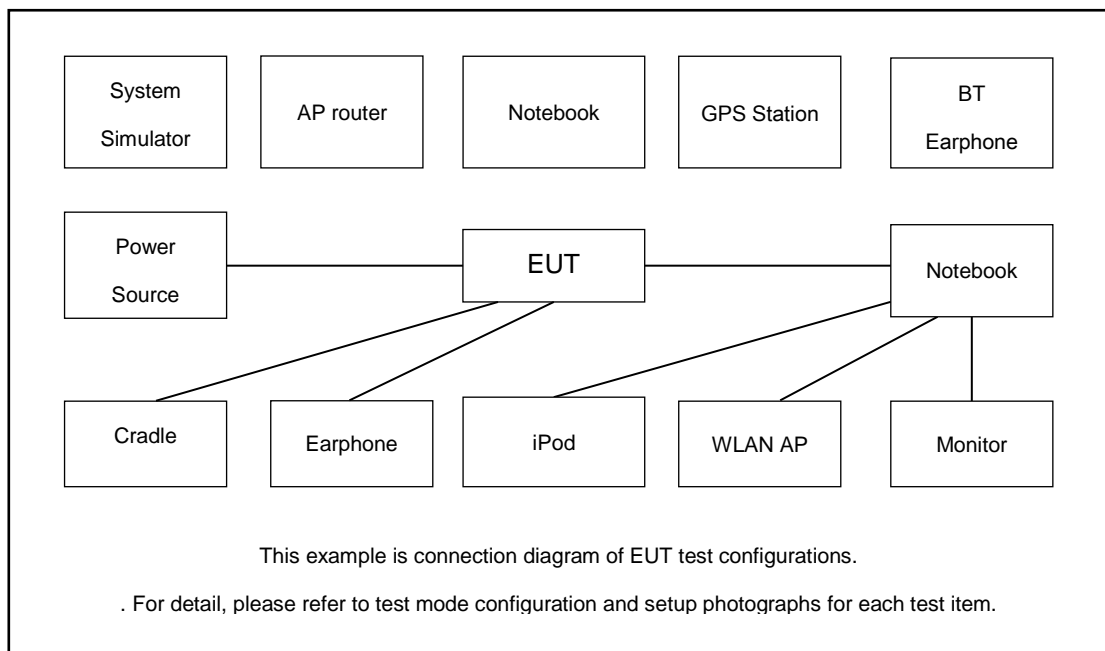 System
Simulator
AP router
Notebook
GPS Station
BT
Earphone
Power
Source
EUT
Notebook
Cradle
Earphone
iPod
WLAN AP
Monitor
This example is connection diagram of EUT test configurations.
. For detail, please refer to test mode configuration and setup photographs for each test item.